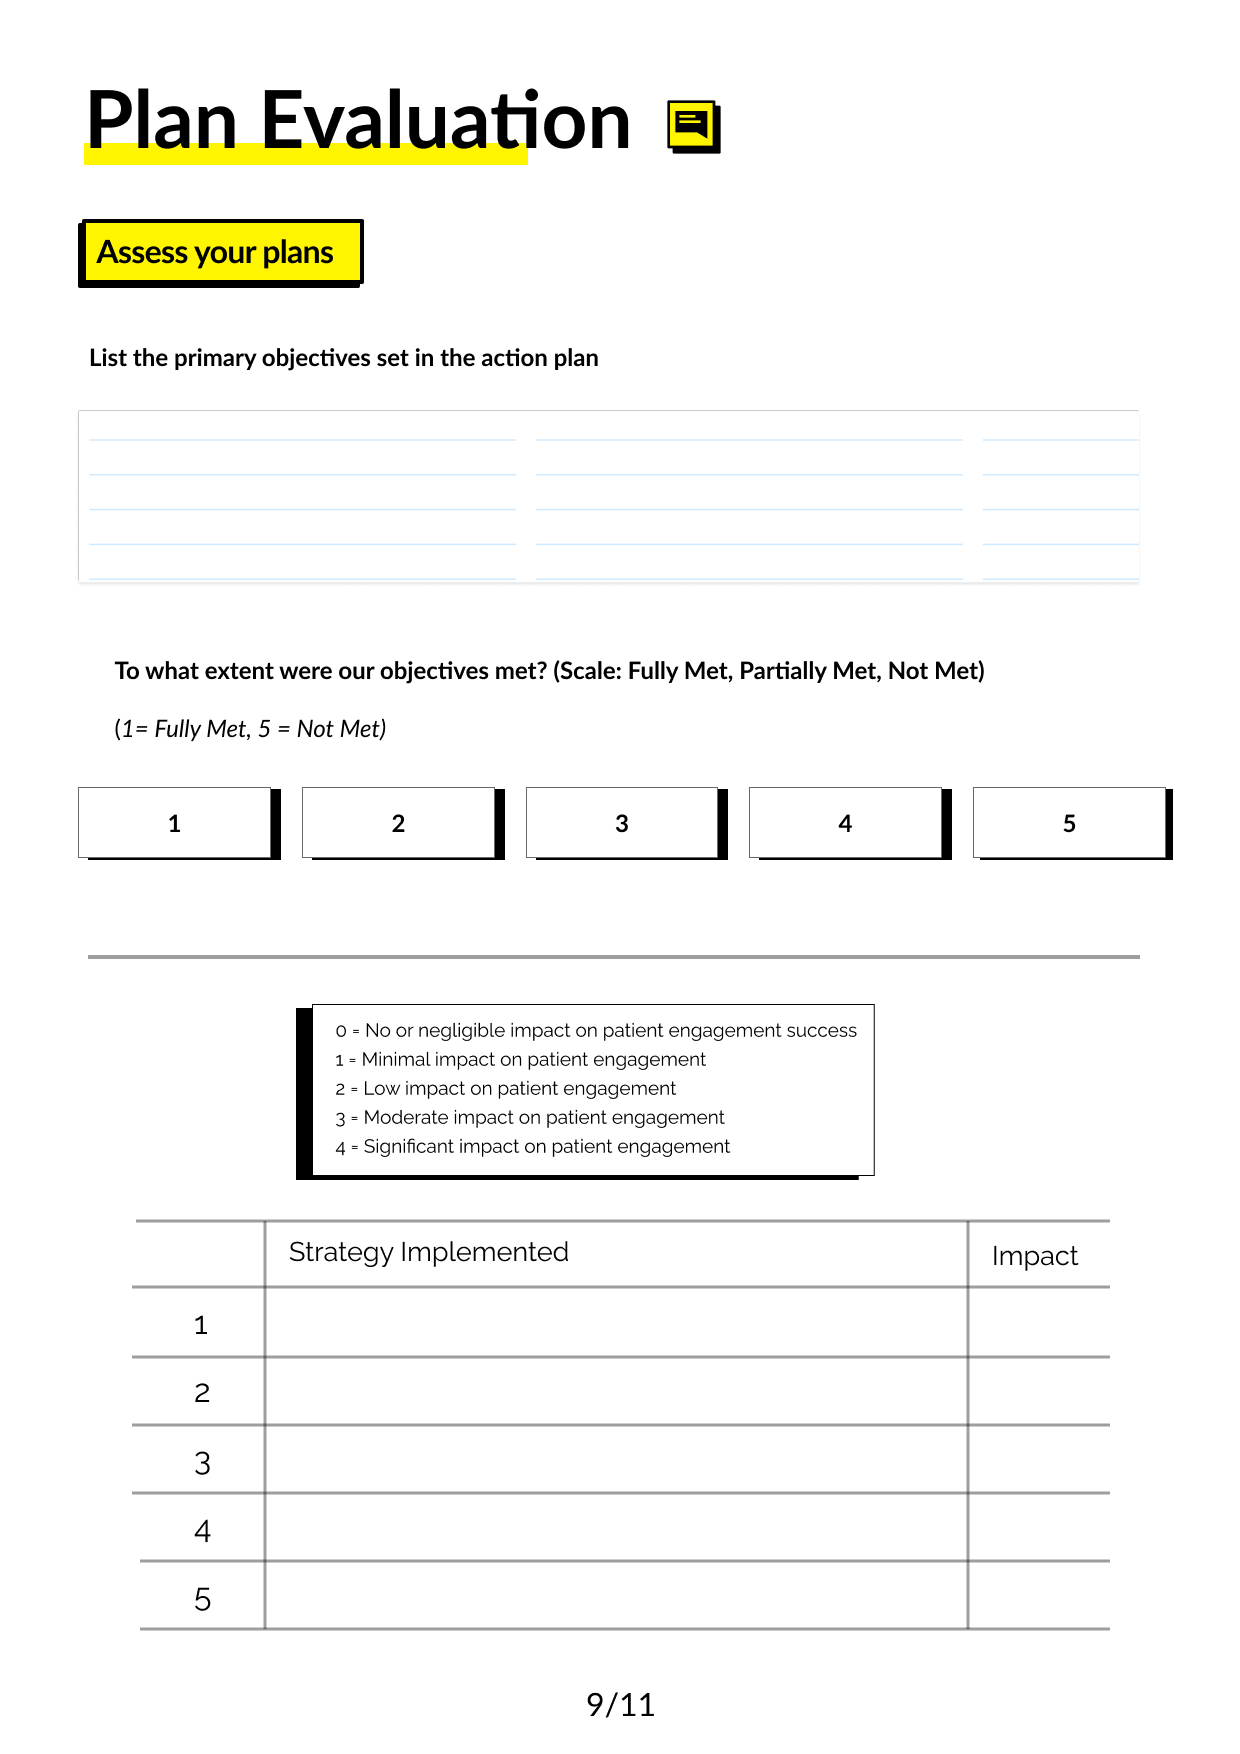 Plan Evaluation
Assess your plans
List the primary objectives set in the action plan
To what extent were our objectives met? (Scale: Fully Met, Partially Met, Not Met)
(1= Fully Met, 5 = Not Met)
1 2 3 4 5
0 = No or negligible impact on patient engagement success
1 = Minimal impact on patient engagement
2 = Low impact on patient engagement
3 = Moderate impact on patient engagement
4 = Significant impact on patient engagement
Strategy Implemented Impact
1
2
3
4
5
9/11